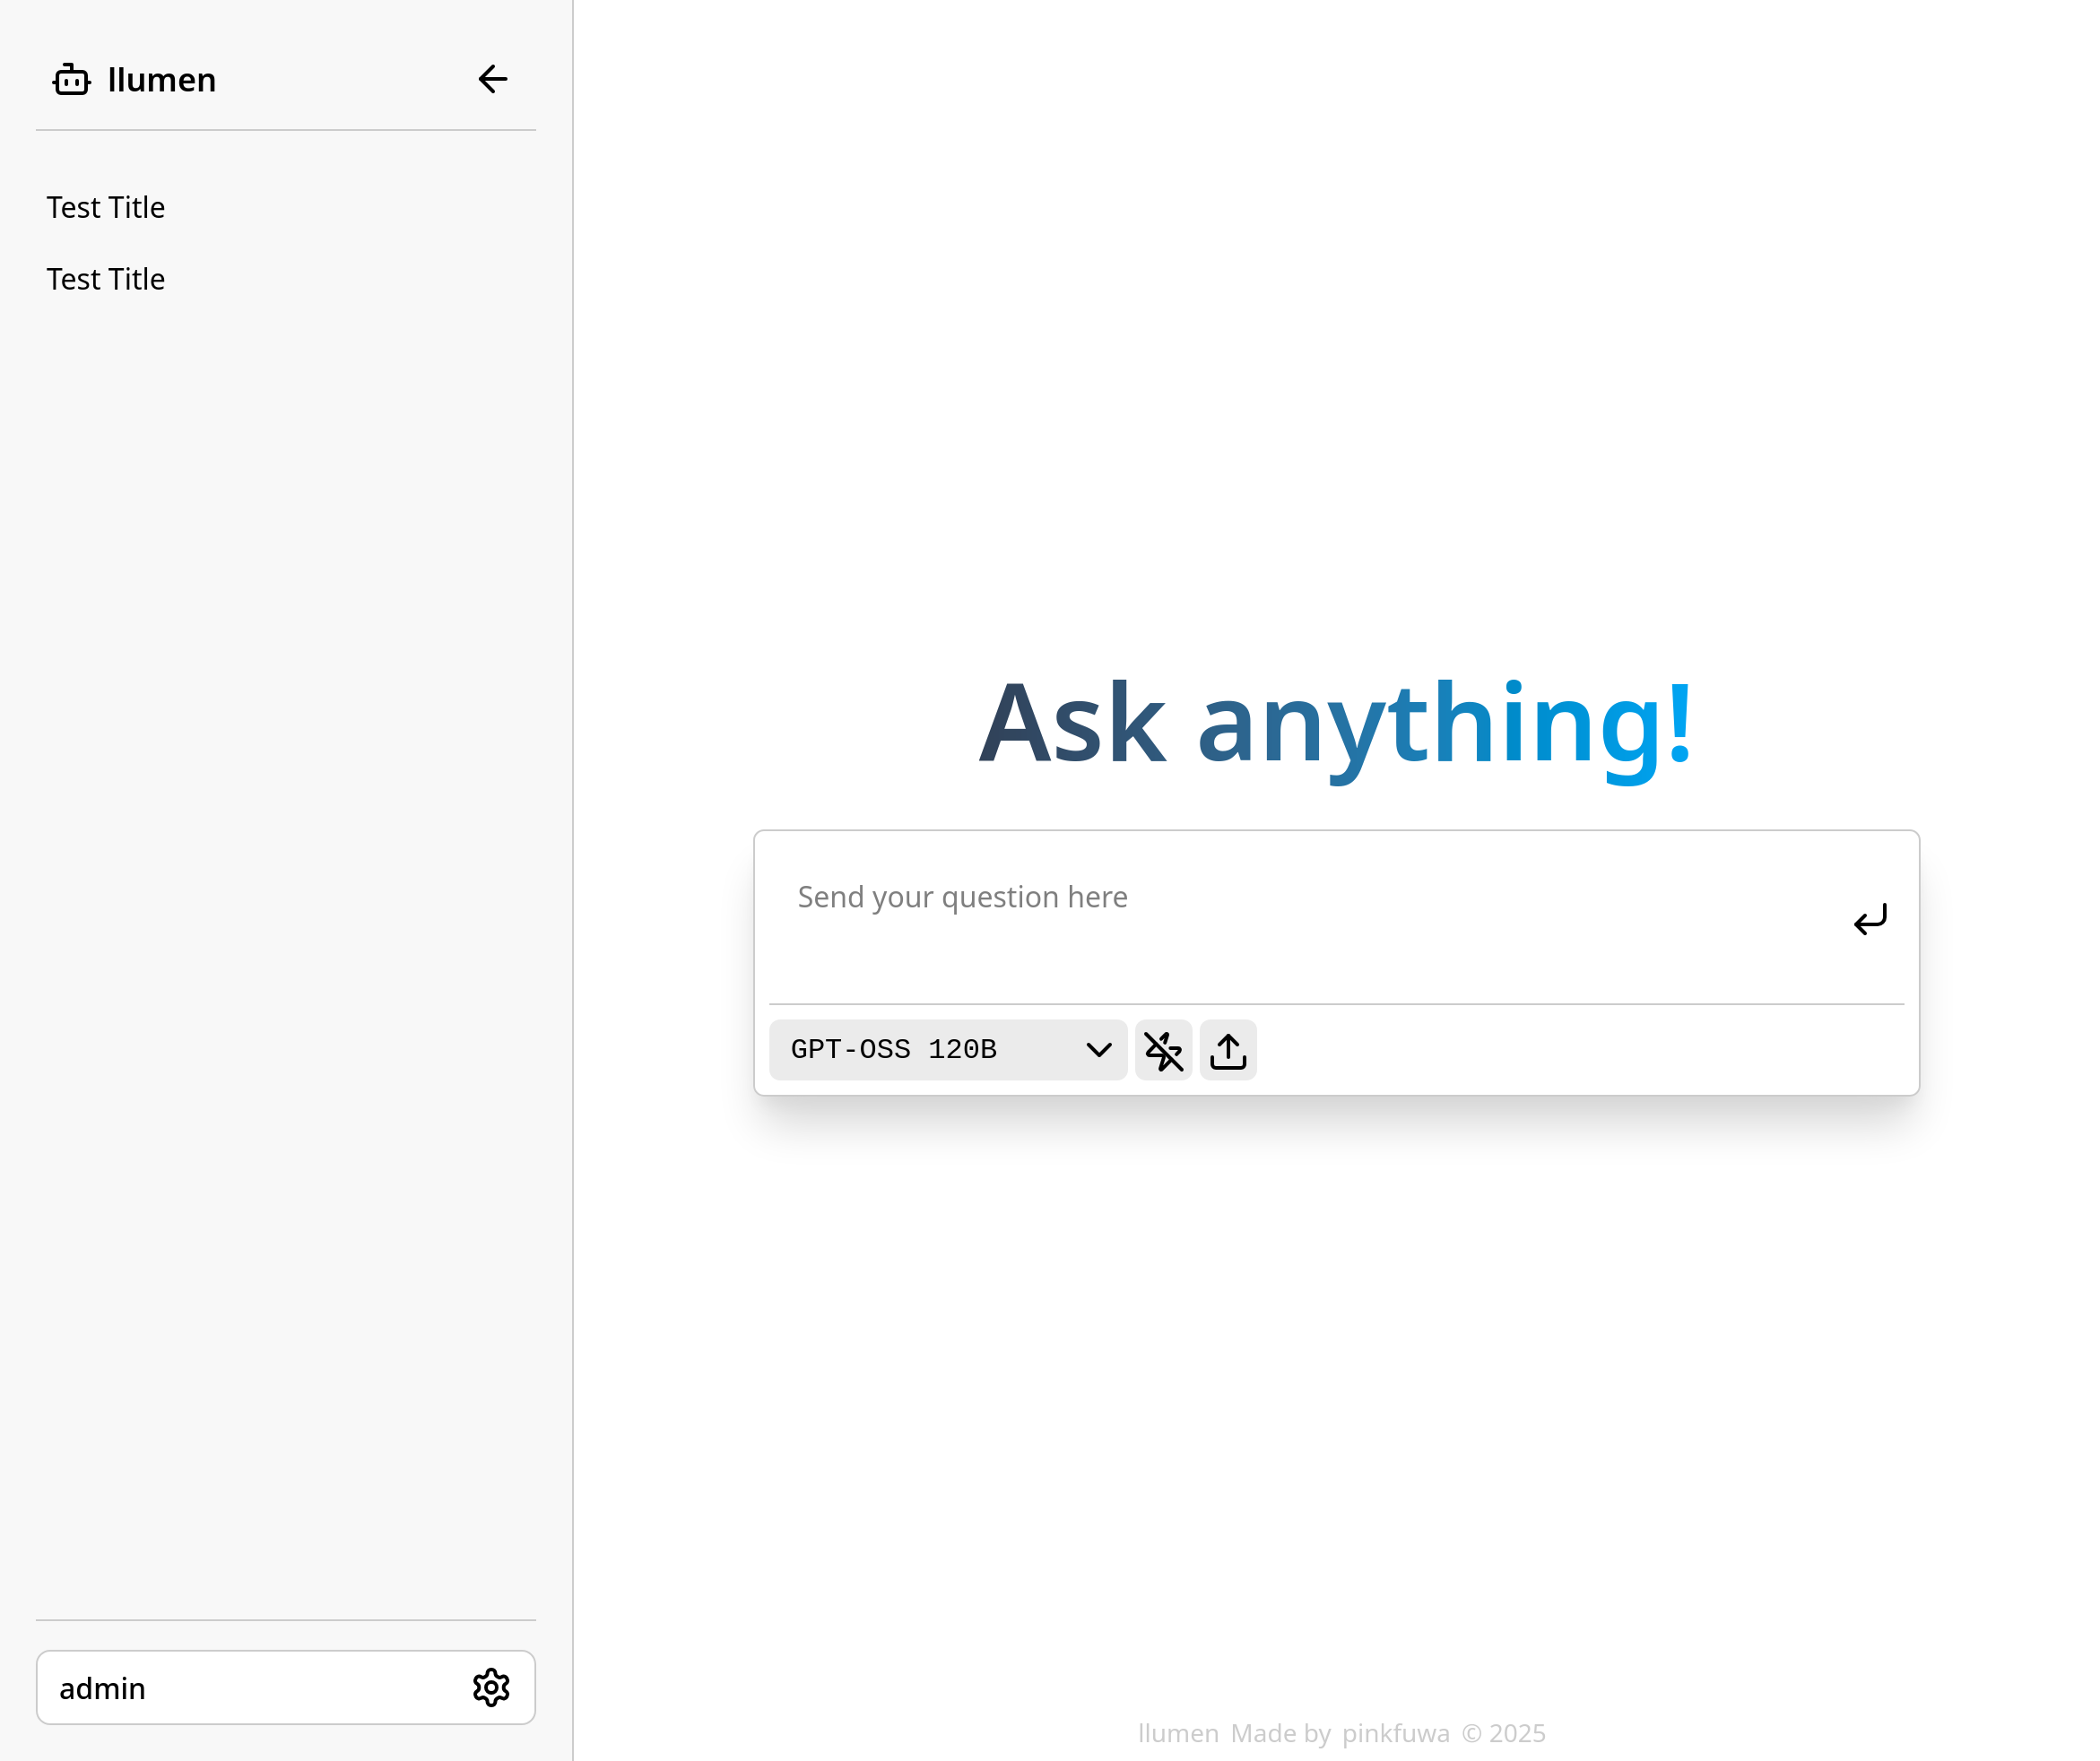 llumen
Test Title
Test Title
Ask anything!
Send your question here
GPT-OSS 120B
admin
llumen Made by pinkfuwa © 2025